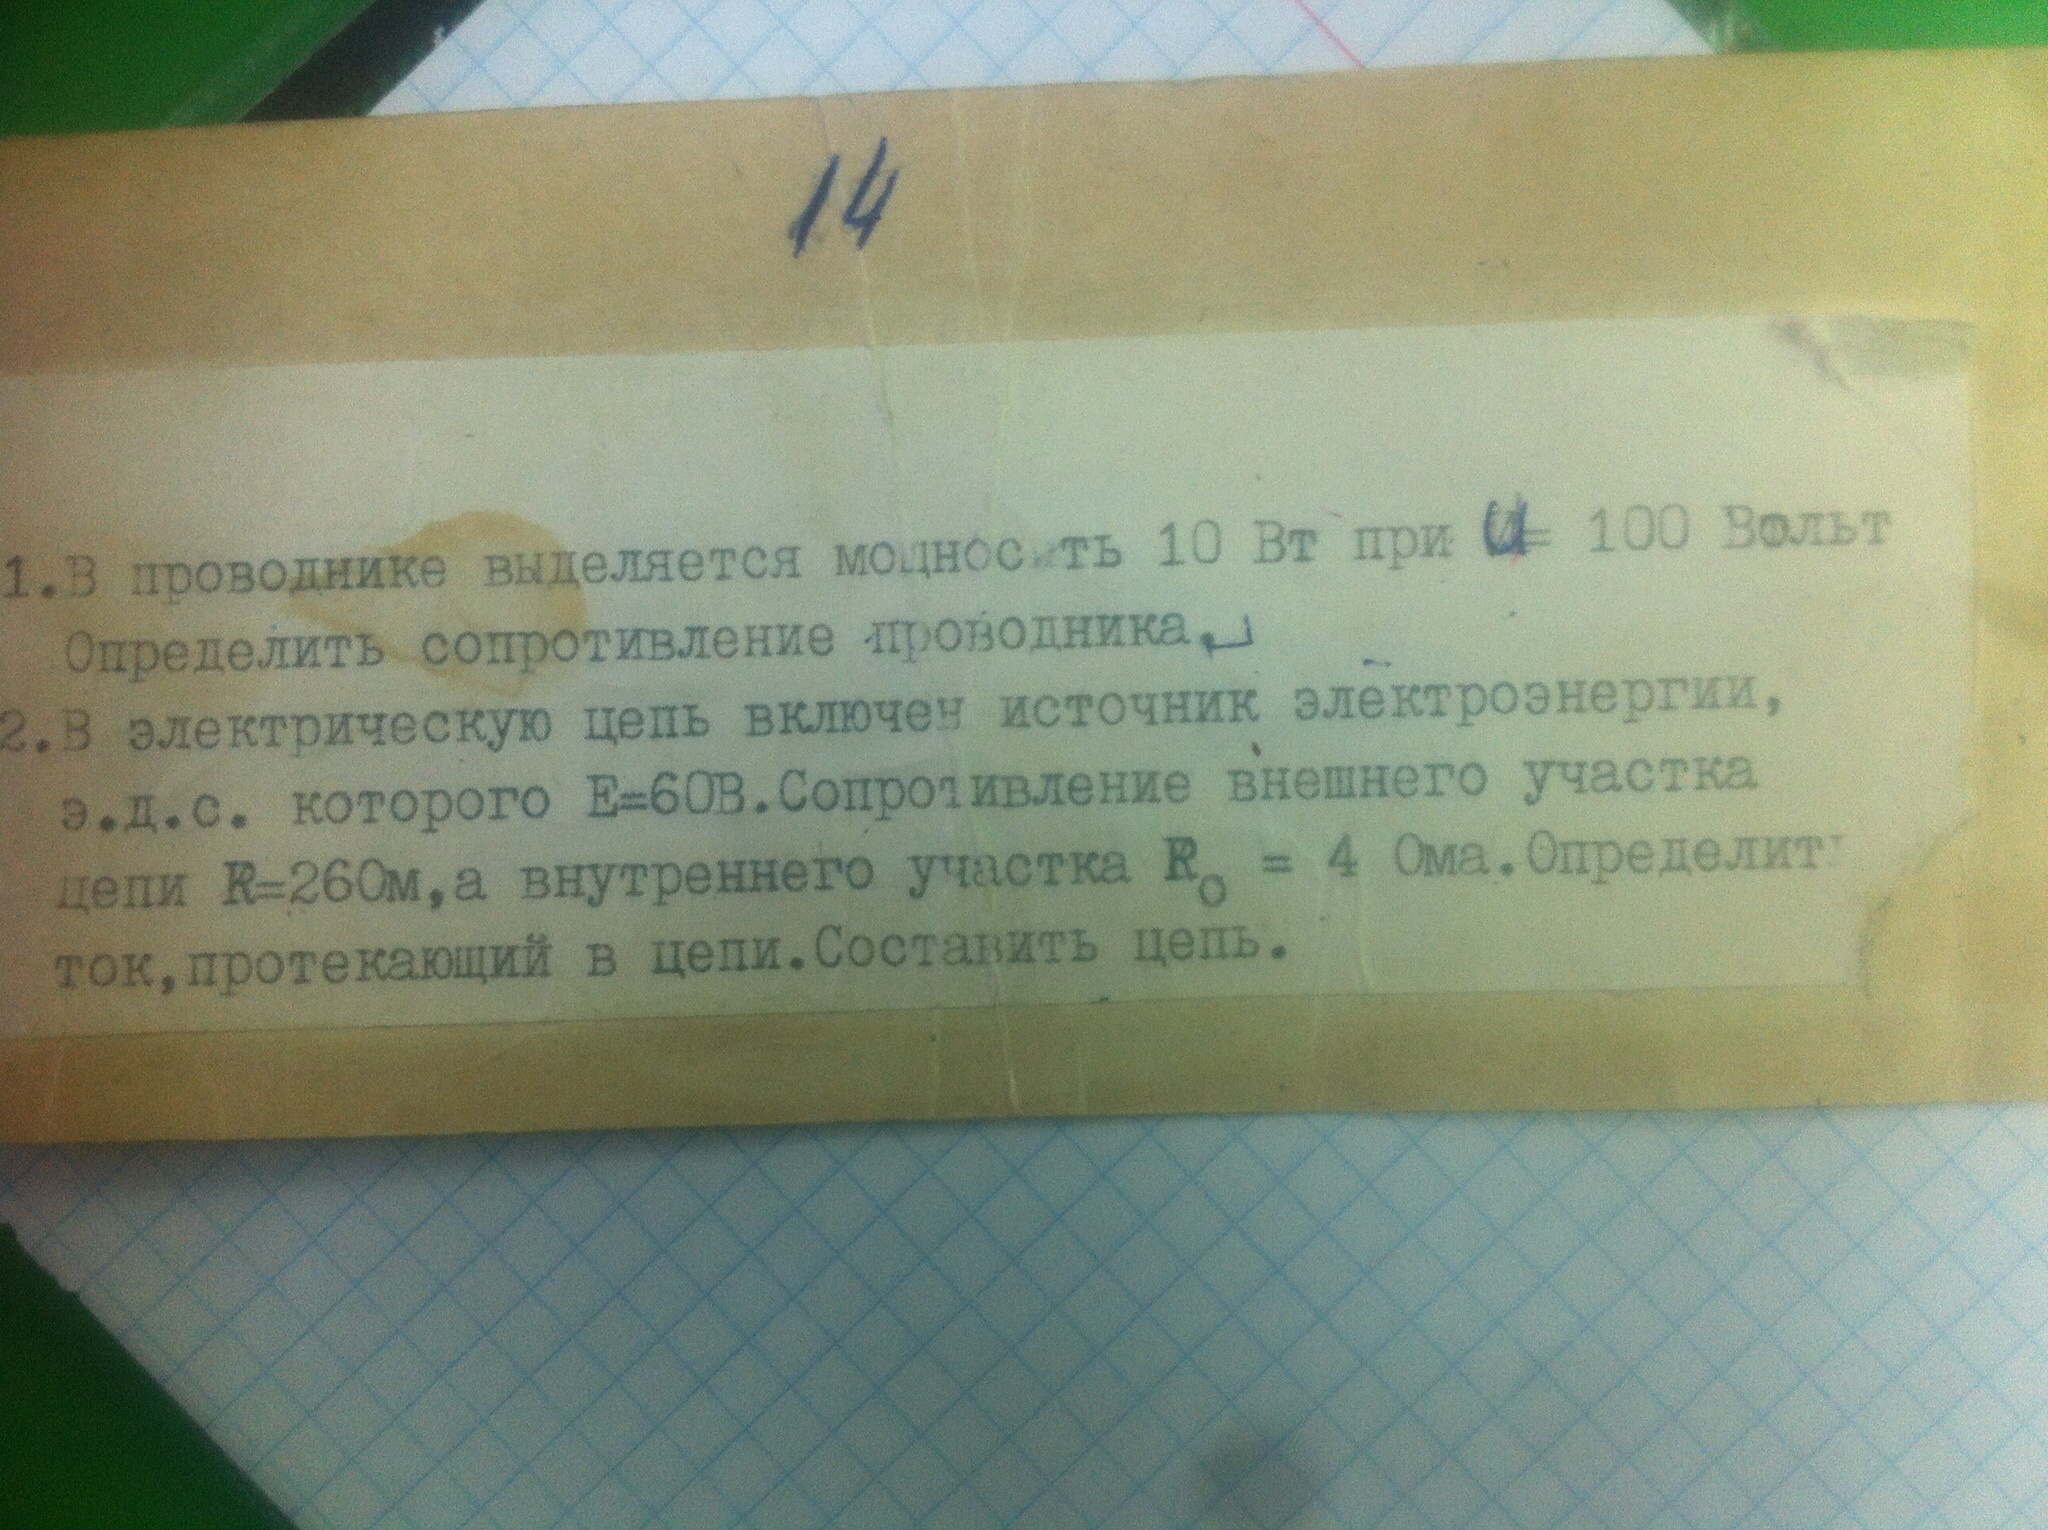 14
1.В проводнике выделяется мощность 10 Вт при U= 100 Вольт
Определить сопротивление проводника.
2.В электрическую цепь включен источник электроэнергии,
э.д.с. которого E=60В.Сопротивление внешнего участка
цепи R=26Ом,а внутреннего участка R₀ = 4 Ома.Определить
ток,протекающий в цепи.Составить цепь.